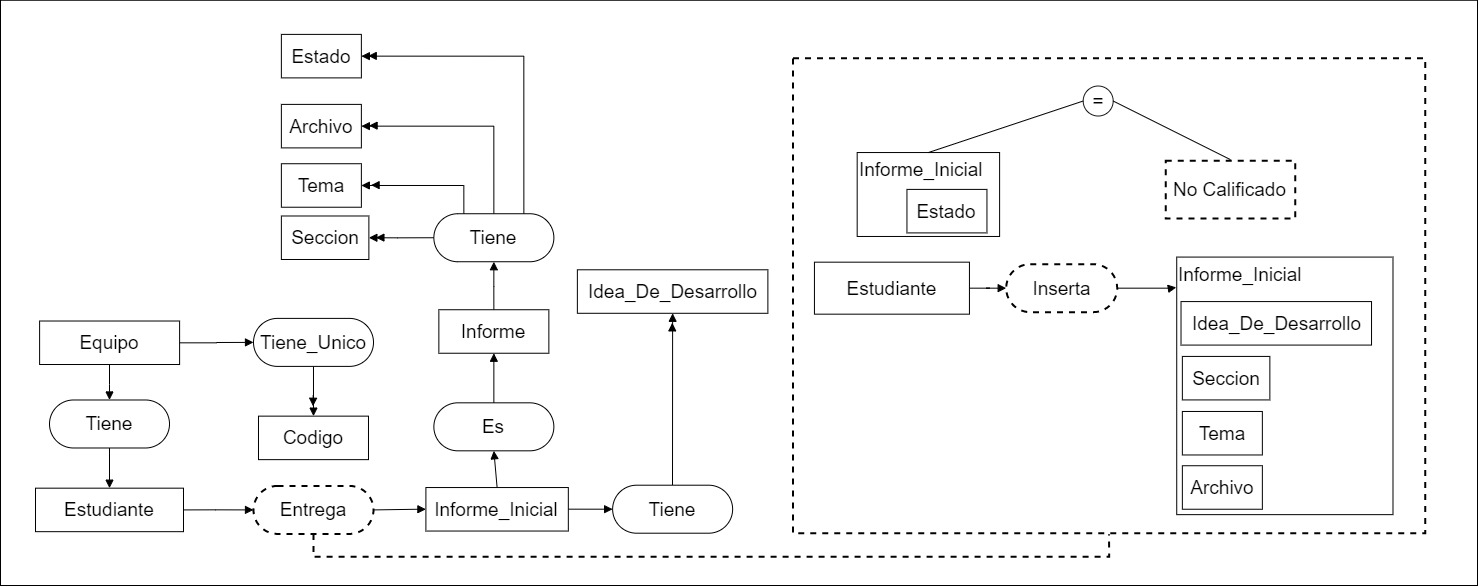 Estado
Archivo
Tema
Seccion
Tiene
Idea_De_Desarrollo
Informe
Equipo
Tiene_Unico
Tiene
Es
Codigo
Estudiante
Entrega
Informe_Inicial
Tiene
=
Informe_Inicial
Estado
No Calificado
Estudiante
Inserta
Informe_Inicial
Idea_De_Desarrollo
Seccion
Tema
Archivo